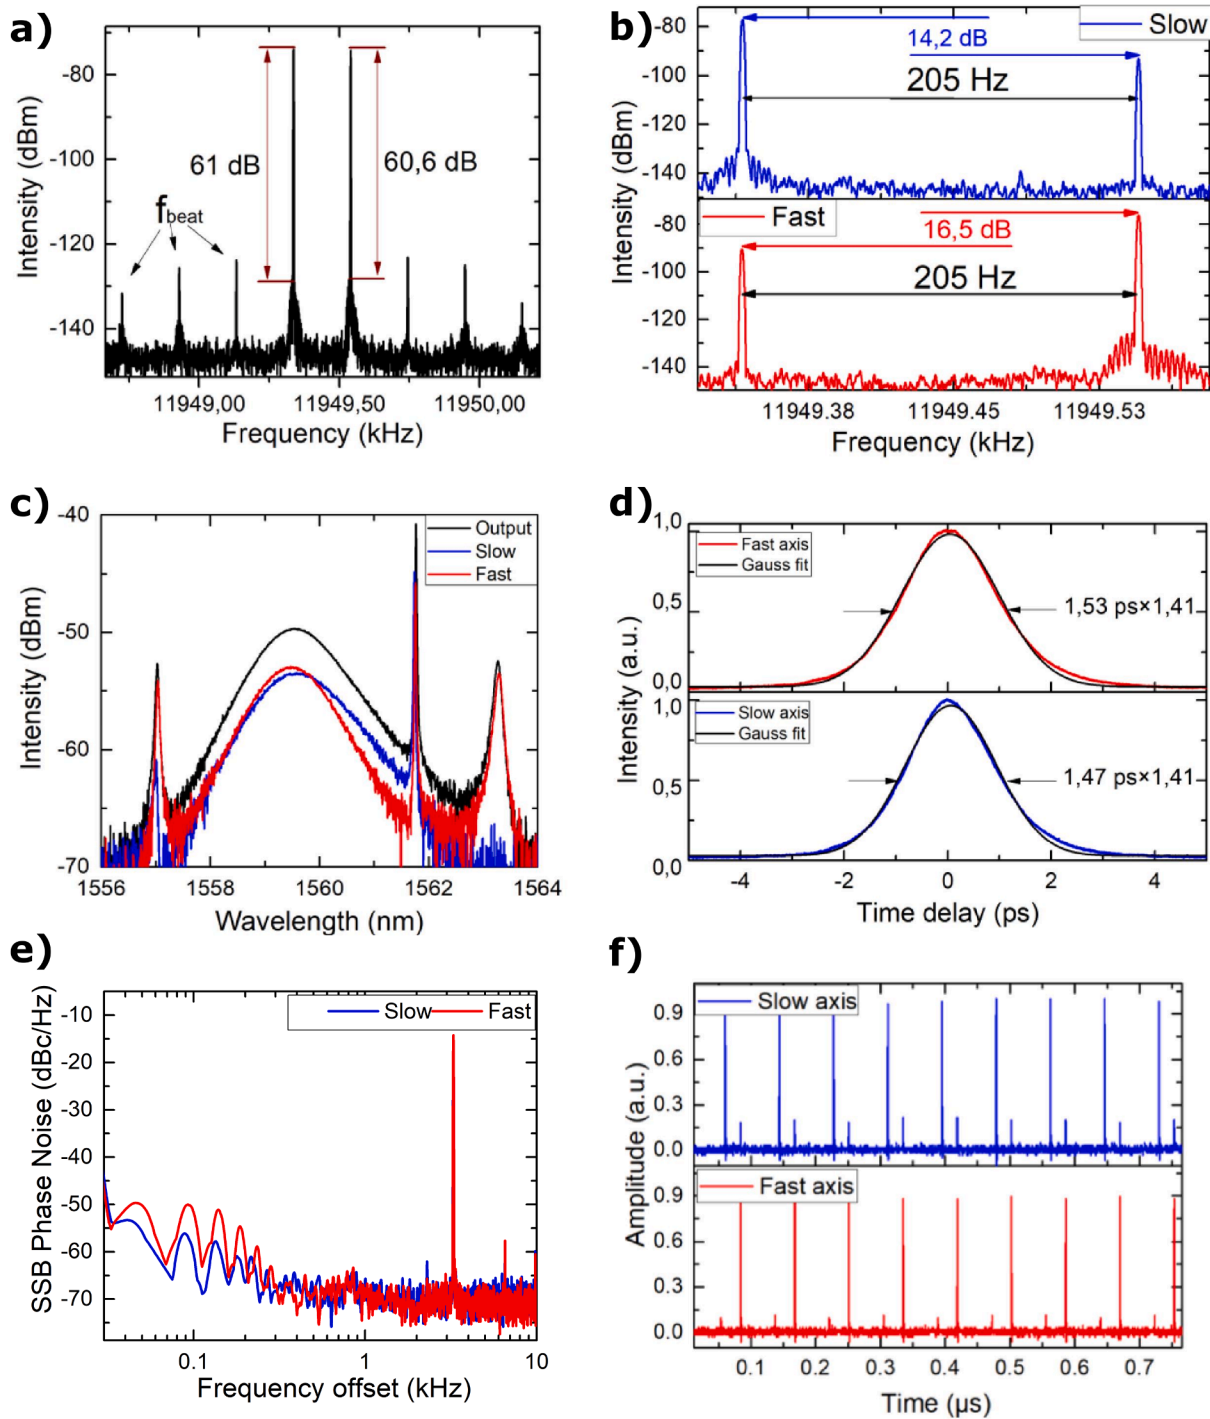 a)
-80
-100
-120
-140
Intensity (dBm)
61 dB
60,6 dB
fbeat
11949,00
11949,50
11950,00
Frequency (kHz)
b)
Slow
14,2 dB
205 Hz
-80
-100
-120
-140
Intensity (dBm)
Fast
16,5 dB
205 Hz
-80
-100
-120
-140
11949.38
11949.45
11949.53
Frequency (kHz)
c)
-40
-50
-60
-70
Intensity (dBm)
Output
Slow
Fast
1556
1558
1560
1562
1564
Wavelength (nm)
d)
1,0
0,5
0,0
Fast axis
Gauss fit
1,53 ps×1,41
Intensity (a.u.)
1,0
0,5
0,0
Slow axis
Gauss fit
1,47 ps×1,41
-4
-2
0
2
4
Time delay (ps)
e)
-10
-20
-30
-40
-50
-60
-70
SSB Phase Noise (dBc/Hz)
Slow
Fast
0.1
1
10
Frequency offset (kHz)
f)
0.9
0.6
0.3
0.0
Slow axis
Amplitude (a.u.)
0.9
0.6
0.3
0.0
Fast axis
0.1
0.2
0.3
0.4
0.5
0.6
0.7
Time (µs)